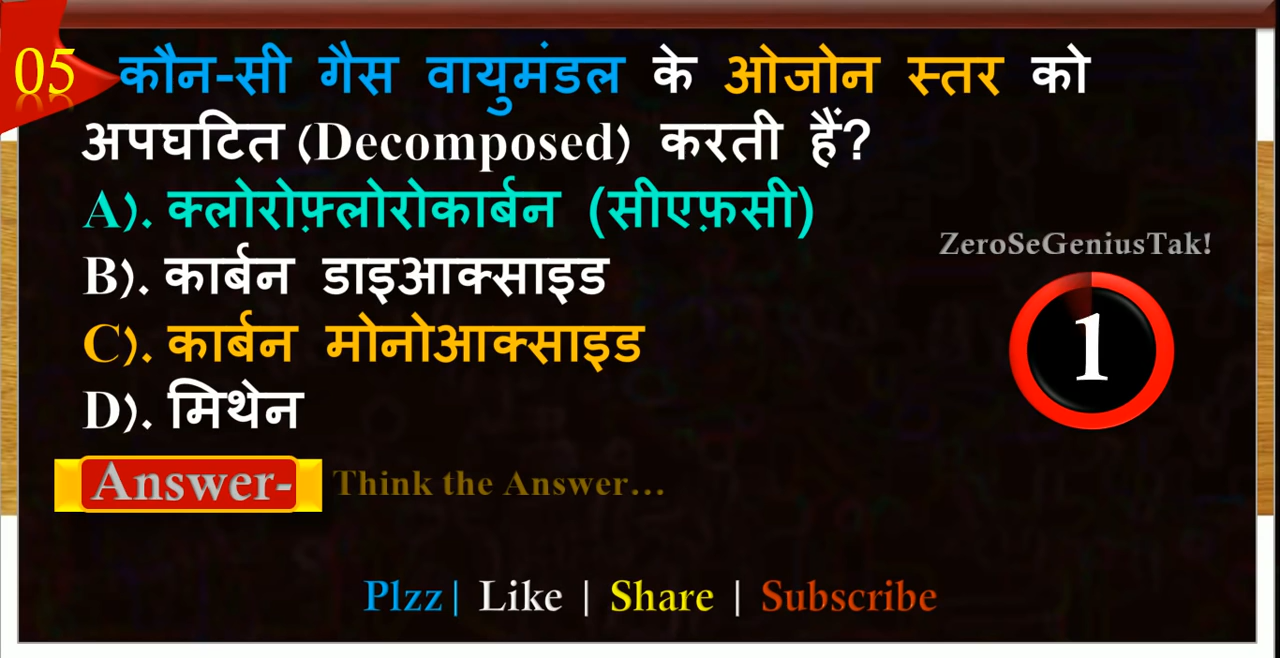 05 कौन-सी गैस वायुमंडल के ओजोन स्तर को
अपघटित (Decomposed) करती हैं?
A). क्लोरोफ़्लोरोकार्बन (सीएफ़सी)
B). कार्बन डाइआक्साइड
C). कार्बन मोनोआक्साइड
D). मिथेन
ZeroSeGeniusTak!
1
Answer- Think the Answer...
Plzz| Like | Share | Subscribe